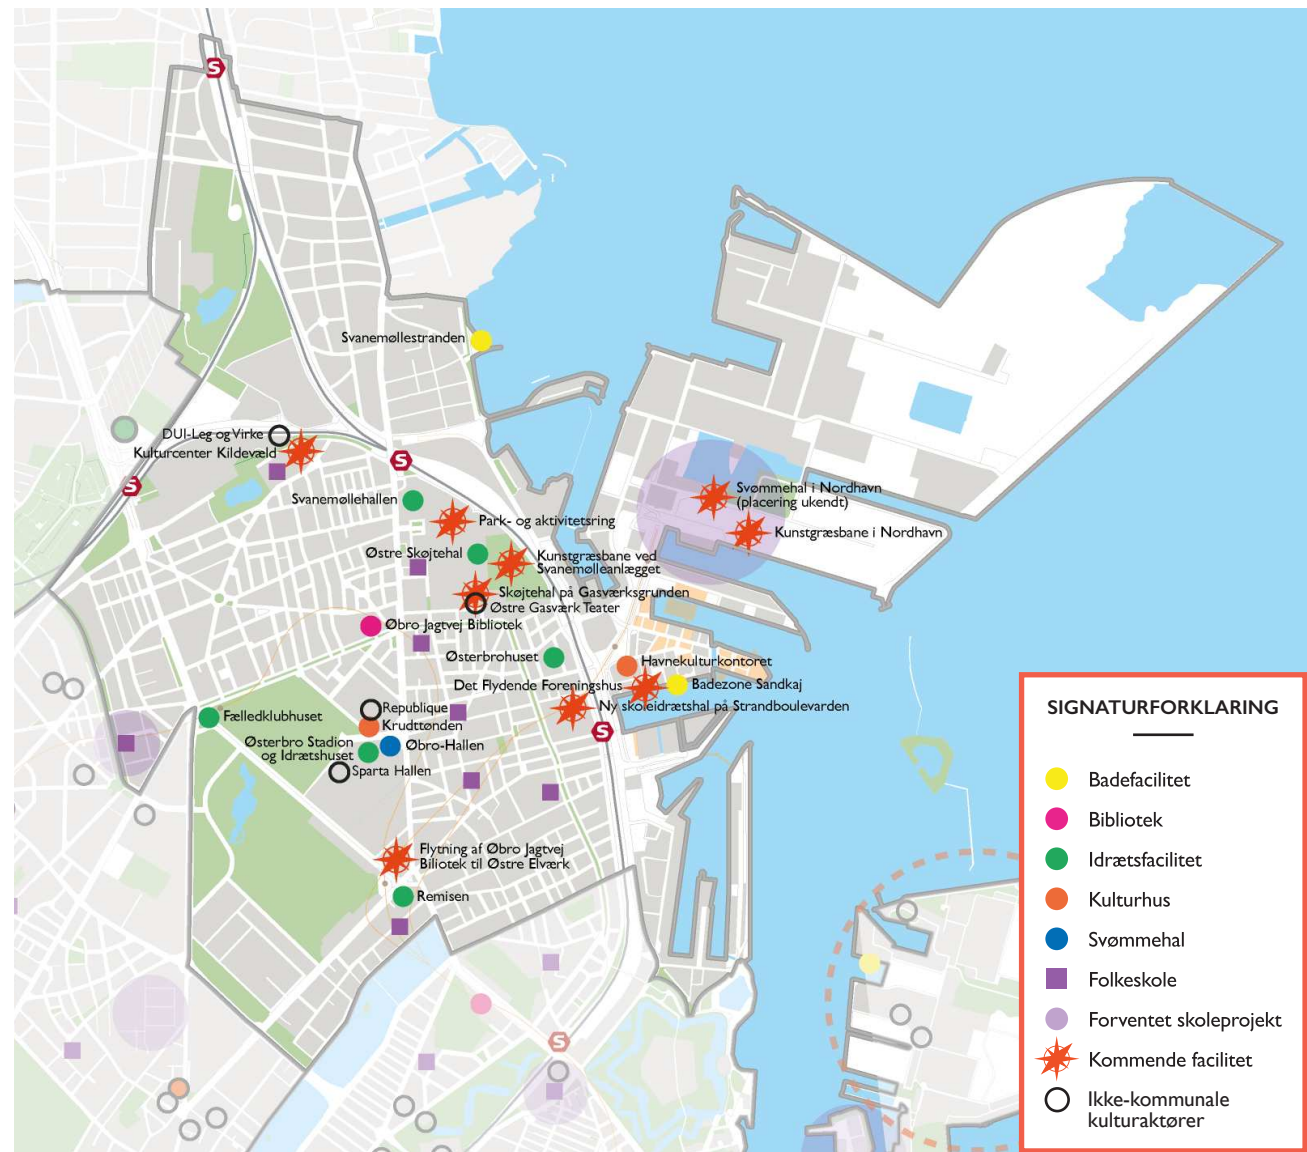 S
Svanemøllestranden
DUI-Leg og Virke
Kulturcenter Kildevæld
S
S
Svanemøllehallen
Svømmehal i Nordhavn
(placering ukendt)
Park- og aktivitetsring
Kunstgræsbane i Nordhavn
Østre Skøjtehal
Kunstgræsbane ved
Svanemølleanlægget
Skøjtehal på Gasværksgrunden
Østre Gasværk Teater
Øbro Jagtvej Bibliotek
Østerbrohuset
Havnekulturkontoret
Det Flydende Foreningshus
Badezone Sandkaj
Ny skoleidrætshal på Strandboulevarden
Republique
Fælledklubhuset
Krudttønden
S
Østerbro Stadion
og Idrætshuset
Øbro-Hallen
Sparta Hallen
Flytning af Øbro Jagtvej
Biliotek til Østre Elværk
Remisen
S
SIGNATURFORKLARING
Badefacilitet
Bibliotek
Idrætsfacilitet
Kulturhus
Svømmehal
Folkeskole
Forventet skoleprojekt
Kommende facilitet
Ikke-kommunale
kulturaktører